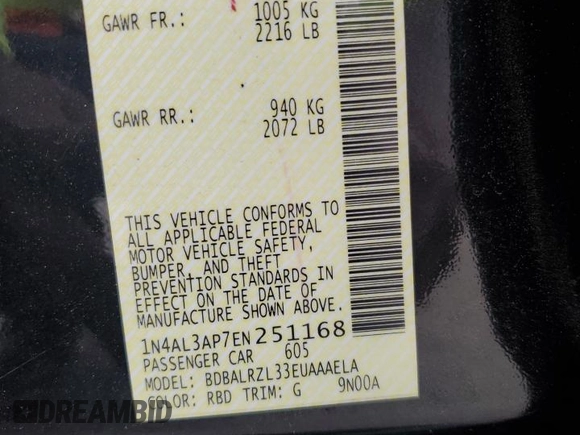 GAWR FR.: 1005 KG
2216 LB
GAWR RR.: 940 KG
2072 LB
THIS VEHICLE CONFORMS TO
ALL APPLICABLE FEDERAL
MOTOR VEHICLE SAFETY,
BUMPER, AND THEFT
PREVENTION STANDARDS IN
EFFECT ON THE DATE OF
MANUFACTURE SHOWN ABOVE.
1N4AL3AP7EN251168
PASSENGER CAR 605
MODEL: BDBALRZL33EUAAAELA
COLOR: RBD TRIM: G 9N00A
DREAMBID